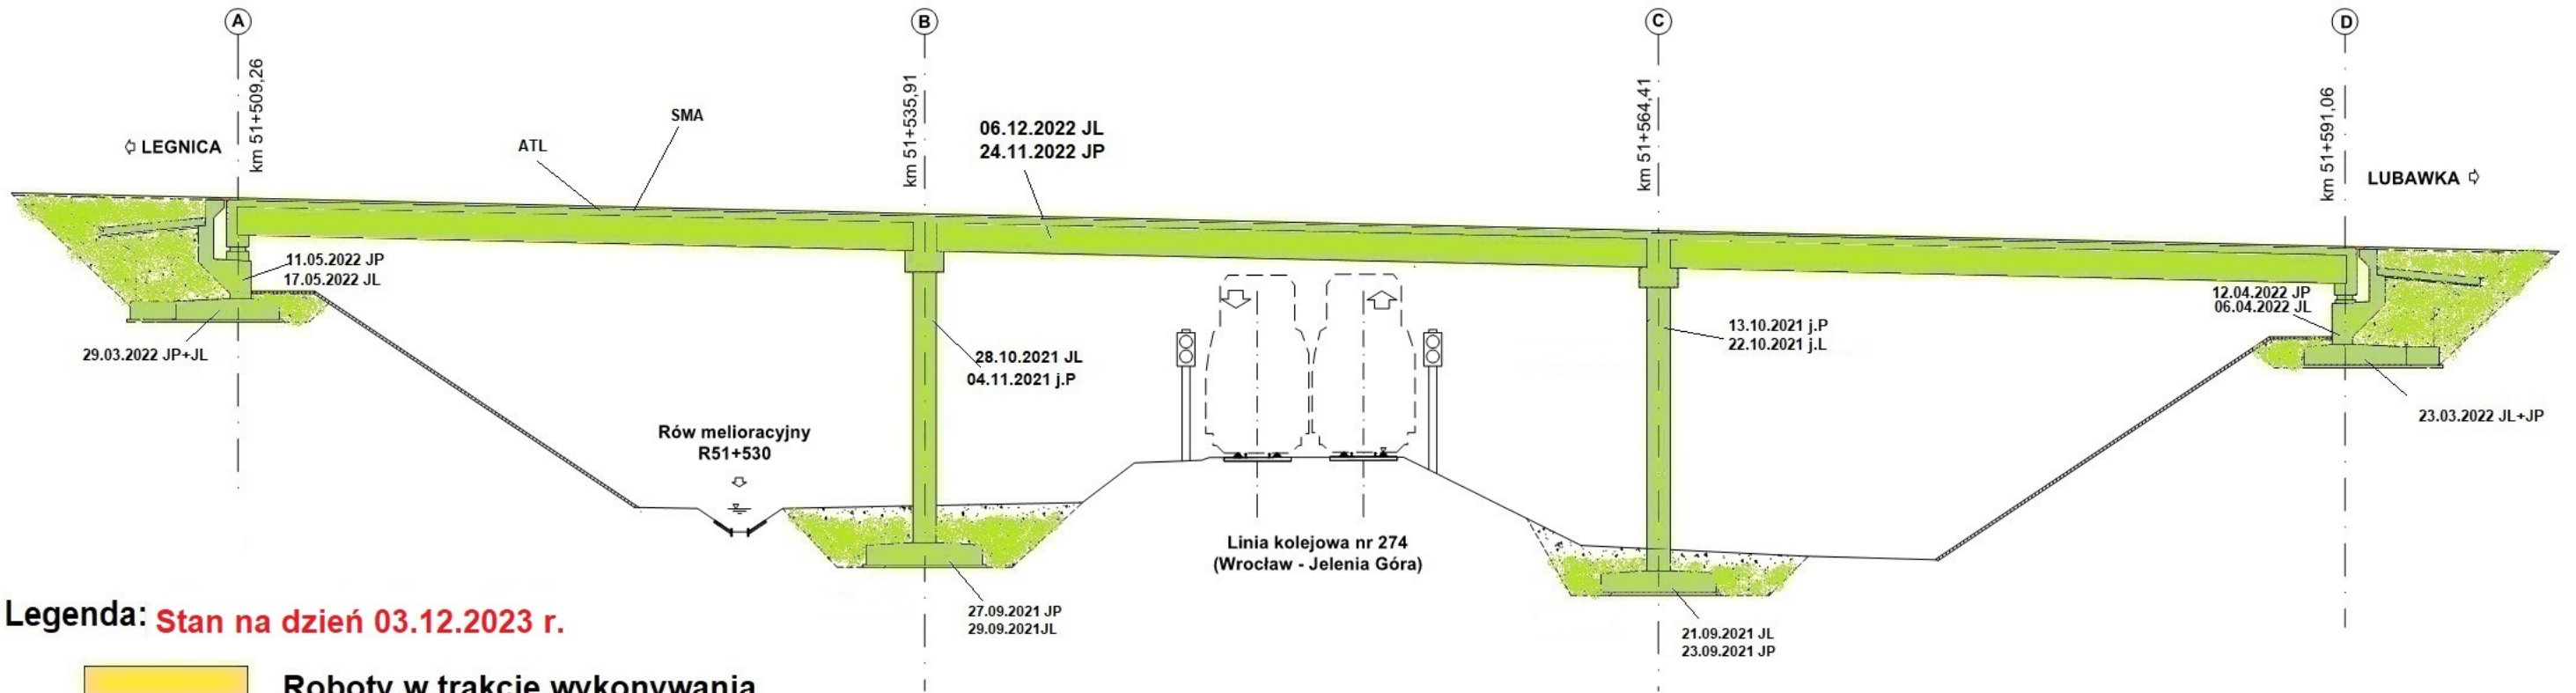 A
B
C
D
km 51+509,26
km 51+535,91
km 51+564,41
km 51+591,06
LEGNICA
LUBAWKA
ATL
SMA
06.12.2022 JL
24.11.2022 JP
11.05.2022 JP
17.05.2022 JL
29.03.2022 JP+JL
28.10.2021 JL
04.11.2021 j.P
13.10.2021 j.P
22.10.2021 j.L
12.04.2022 JP
06.04.2022 JL
23.03.2022 JL+JP
Rów melioracyjny
R51+530
Linia kolejowa nr 274
(Wrocław - Jelenia Góra)
27.09.2021 JP
29.09.2021JL
21.09.2021 JL
23.09.2021 JP
Legenda: Stan na dzień 03.12.2023 r.
Roboty w trakcie wykonywania